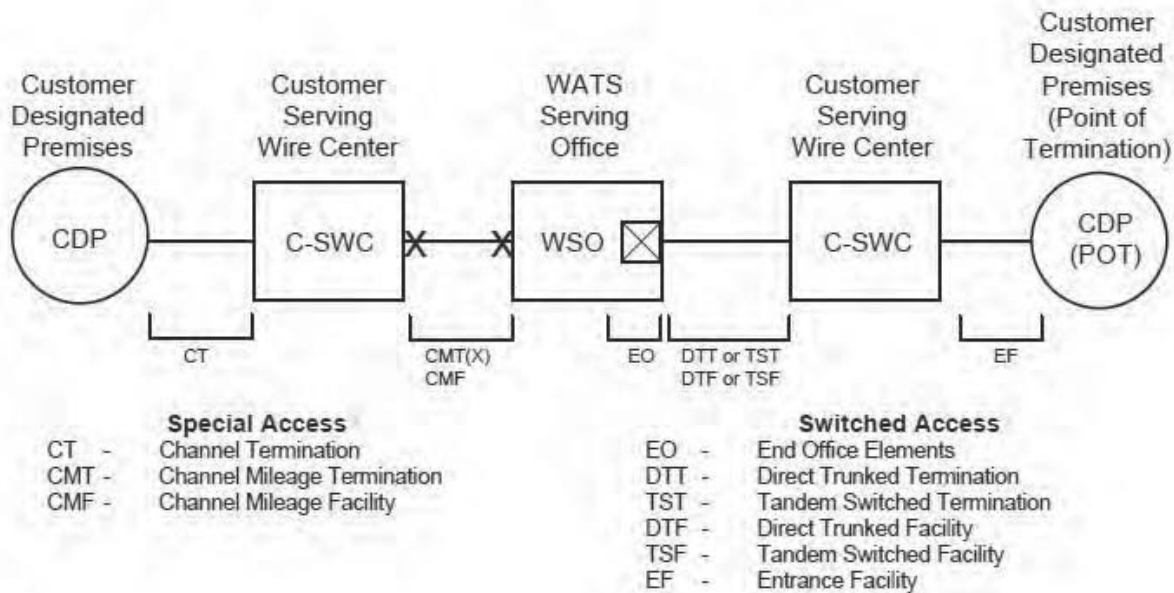 Customer
Designated
Premises
Customer
Serving
Wire Center
WATS
Serving
Office
Customer
Serving
Wire Center
Customer
Designated
Premises
(Point of
Termination)
CDP
C-SWC
X
X
WSO
C-SWC
CDP
(POT)
CT
CMT(X)
CMF
EO
DTT or TST
DTF or TSF
EF
Special Access
CT - Channel Termination
CMT - Channel Mileage Termination
CMF - Channel Mileage Facility
Switched Access
EO - End Office Elements
DTT - Direct Trunked Termination
TST - Tandem Switched Termination
DTF - Direct Trunked Facility
TSF - Tandem Switched Facility
EF - Entrance Facility